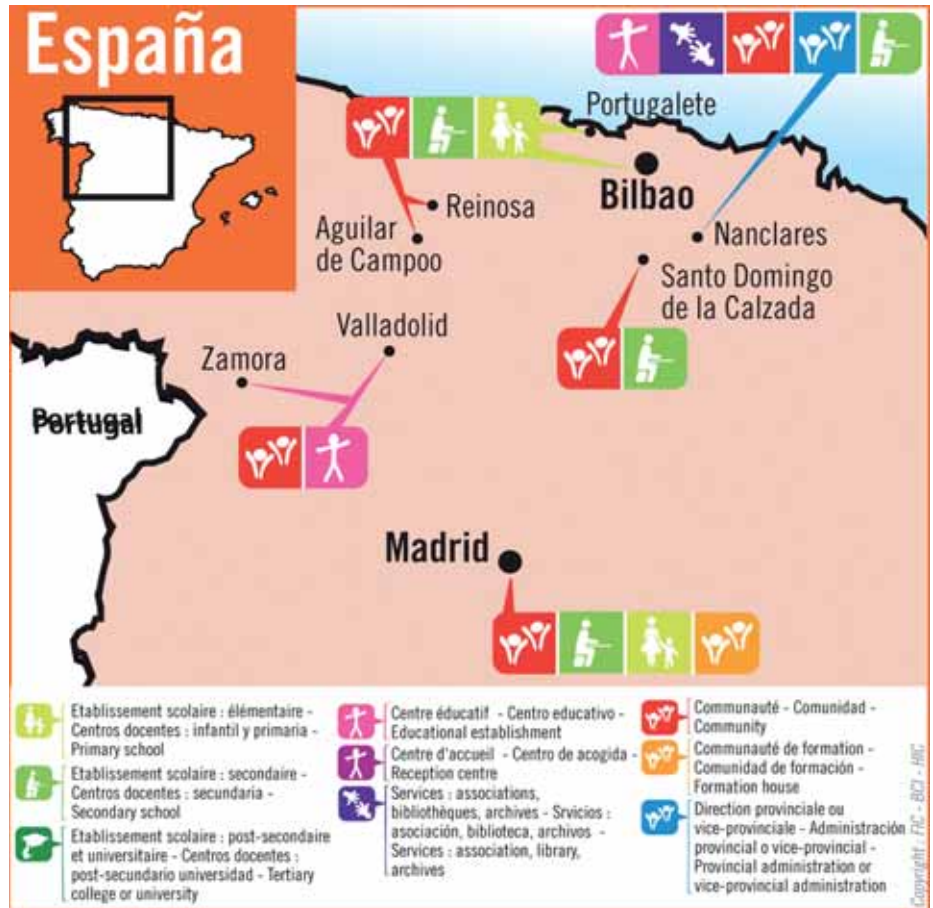 España
Portugalete
Bilbao
Reinosa
Aguilar
de Campoo
Nanclares
Santo Domingo
de la Calzada
Valladolid
Zamora
Portugal
Madrid
Etablissement scolaire : élémentaire -
Centros docentes : infantil y primaria -
Primary school
Etablissement scolaire : secondaire -
Centros docentes : secundaria -
Secondary school
Etablissement scolaire : post-secondaire
et universitaire - Centros docentes :
post-secundario universidad - Tertiary
college or university
Centre éducatif - Centro educativo -
Educational establishment
Centre d'accueil - Centro de acogida -
Reception centre
Services : associations,
bibliothèques, archives - Srvicios :
asociación, biblioteca, archivos -
Services : association, library,
archives
Communauté - Comunidad -
Community
Communauté de formation -
Comunidad de formación -
Formation house
Direction provinciale ou
vice-provinciale - Administración
provincial o vice-provincial -
Provincial administration or
vice-provincial administration
Copyright : FIC - BCI - HIC